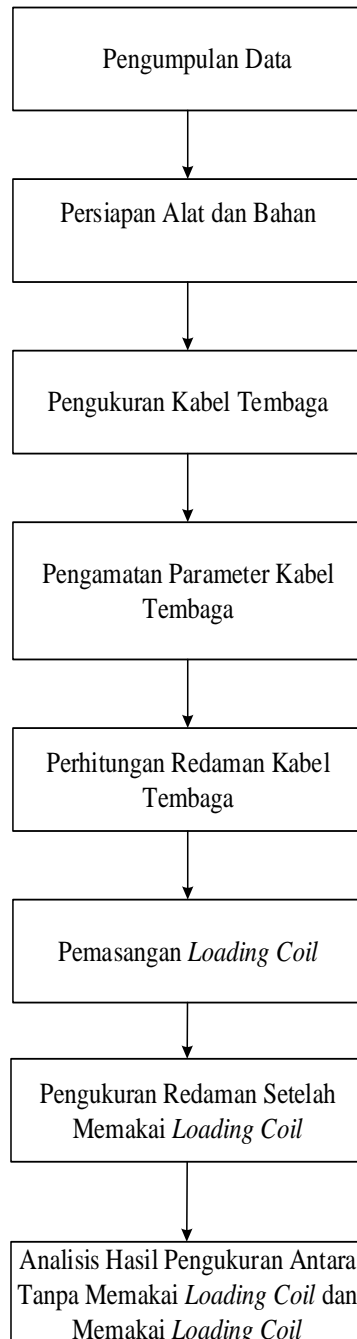 Pengumpulan Data
Persiapan Alat dan Bahan
Pengukuran Kabel Tembaga
Pengamatan Parameter Kabel
Tembaga
Perhitungan Redaman Kabel
Tembaga
Pemasangan Loading Coil
Pengukuran Redaman Setelah
Memakai Loading Coil
Analisis Hasil Pengukuran Antara
Tanpa Memakai Loading Coil dan
Memakai Loading Coil